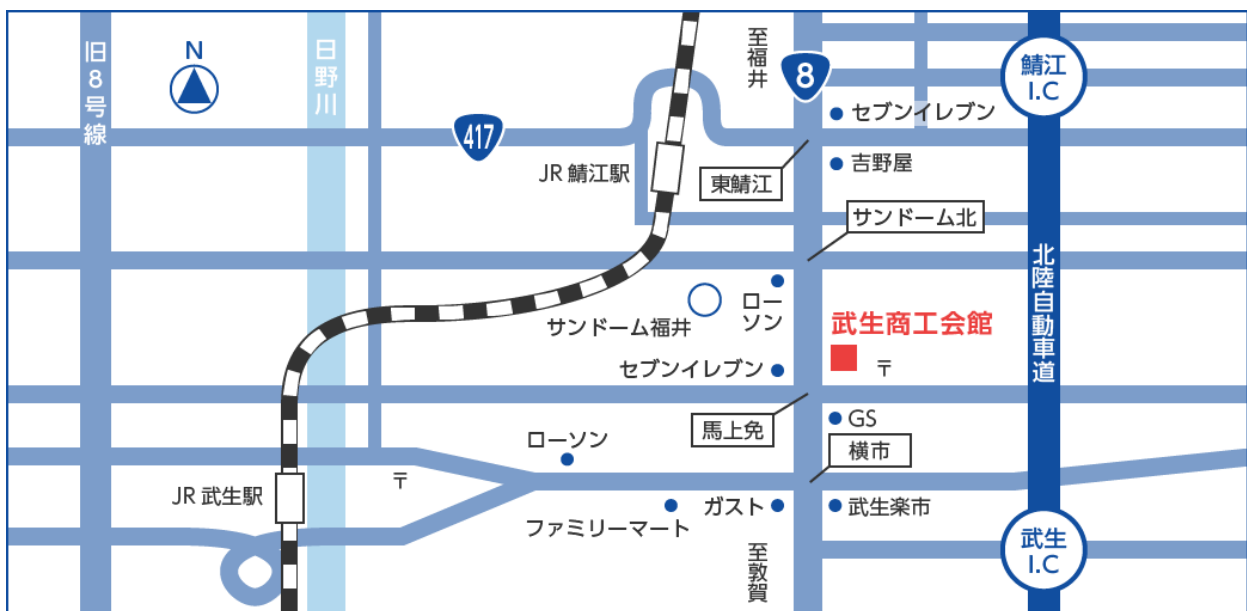 旧8号線
N
日野川
至福井
8
鯖江
I.C
セブンイレブン
417
JR 鯖江駅
東鯖江
吉野屋
サンドーム北
北陸自動車道
サンドーム福井
ローソン
武生商工会館
セブンイレブン
〒
馬上免
GS
ローソン
横市
JR 武生駅
〒
ファミリーマート
ガスト
武生楽市
至敦賀
武生
I.C